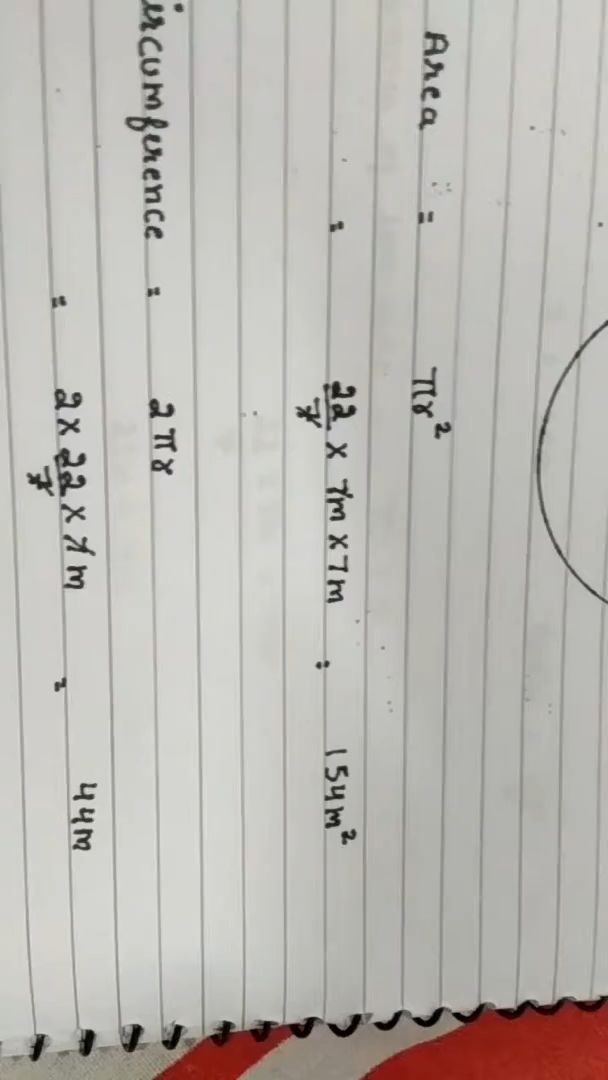 Area = πr²
= 22/7 × 7m × 7m = 154m²
ircumference = 2πr
= 2 × 22/7 × 7m = 44m